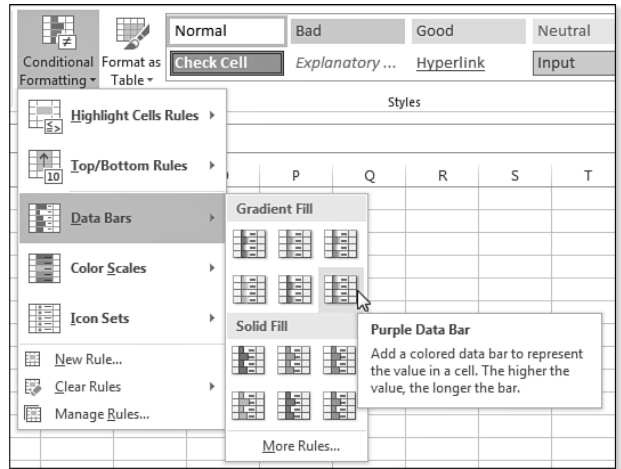 Normal Bad Good Neutral
Conditional Formatting Format as Table
Check Cell Explanatory ... Hyperlink Input
Styles
Highlight Cells Rules
Top/Bottom Rules
10
P Q R S T
Data Bars
Gradient Fill
Color Scales
Icon Sets
Solid Fill
Purple Data Bar
Add a colored data bar to represent
the value in a cell. The higher the
value, the longer the bar.
New Rule...
Clear Rules
Manage Rules...
More Rules...